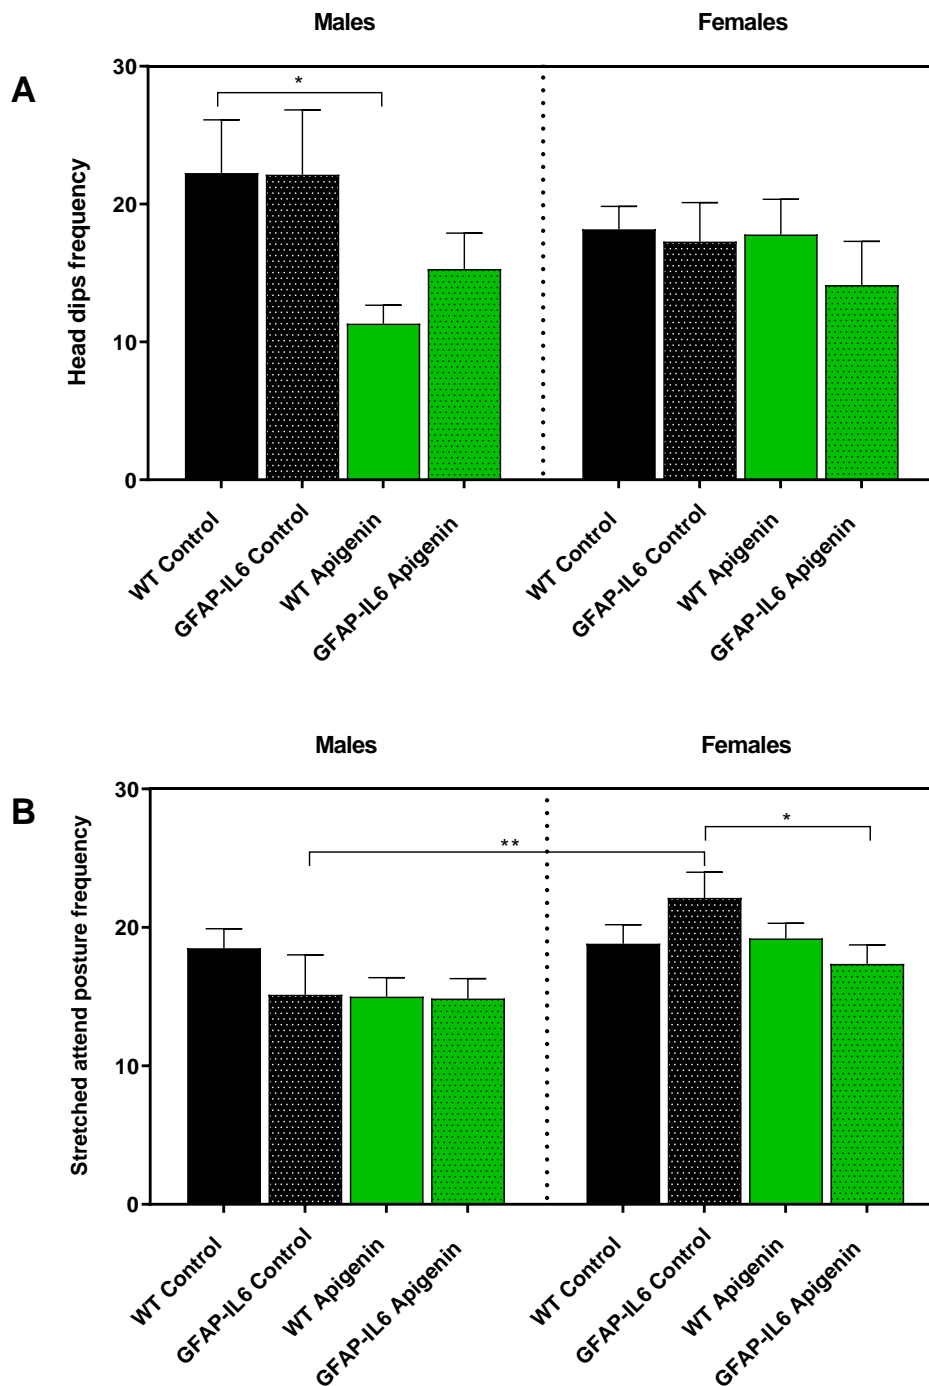 Males Females
A
30
20
10
0
Head dips frequency
*
WT Control
GFAP-IL6 Control
WT Apigenin
GFAP-IL6 Apigenin
WT Control
GFAP-IL6 Control
WT Apigenin
GFAP-IL6 Apigenin
Males Females
B
30
20
10
0
Stretched attend posture frequency
**
*
WT Control
GFAP-IL6 Control
WT Apigenin
GFAP-IL6 Apigenin
WT Control
GFAP-IL6 Control
WT Apigenin
GFAP-IL6 Apigenin